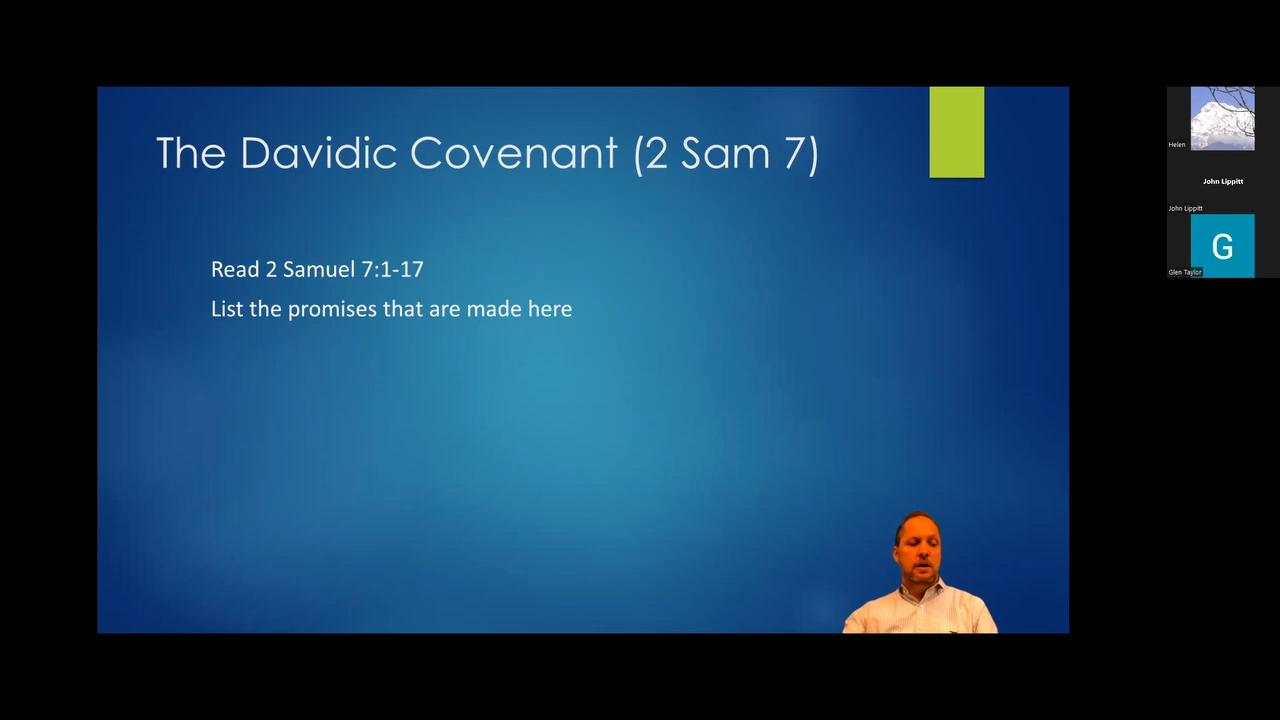 The Davidic Covenant (2 Sam 7)
Read 2 Samuel 7:1-17
List the promises that are made here
Helen
John Lippitt
John Lippitt
G
Glen Taylor